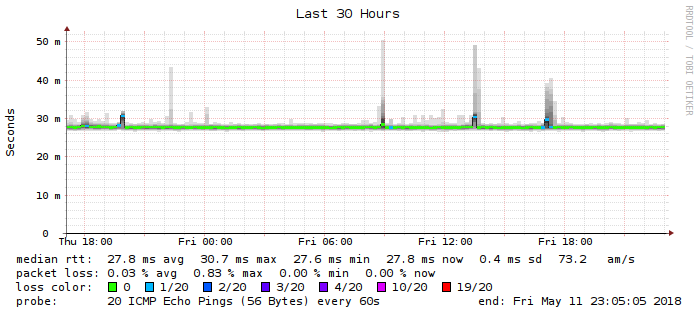 Last 30 Hours
RRDTOOL / TOBI OETIKER
Seconds
50 m
40 m
30 m
20 m
10 m
0
Thu 18:00 Fri 00:00 Fri 06:00 Fri 12:00 Fri 18:00
median rtt: 27.8 ms avg 30.7 ms max 27.6 ms min 27.8 ms now 0.4 ms sd 73.2 am/s
packet loss: 0.03 % avg 0.83 % max 0.00 % min 0.00 % now
loss color: 0 1/20 2/20 3/20 4/20 10/20 19/20
probe: 20 ICMP Echo Pings (56 Bytes) every 60s end: Fri May 11 23:05:05 2018